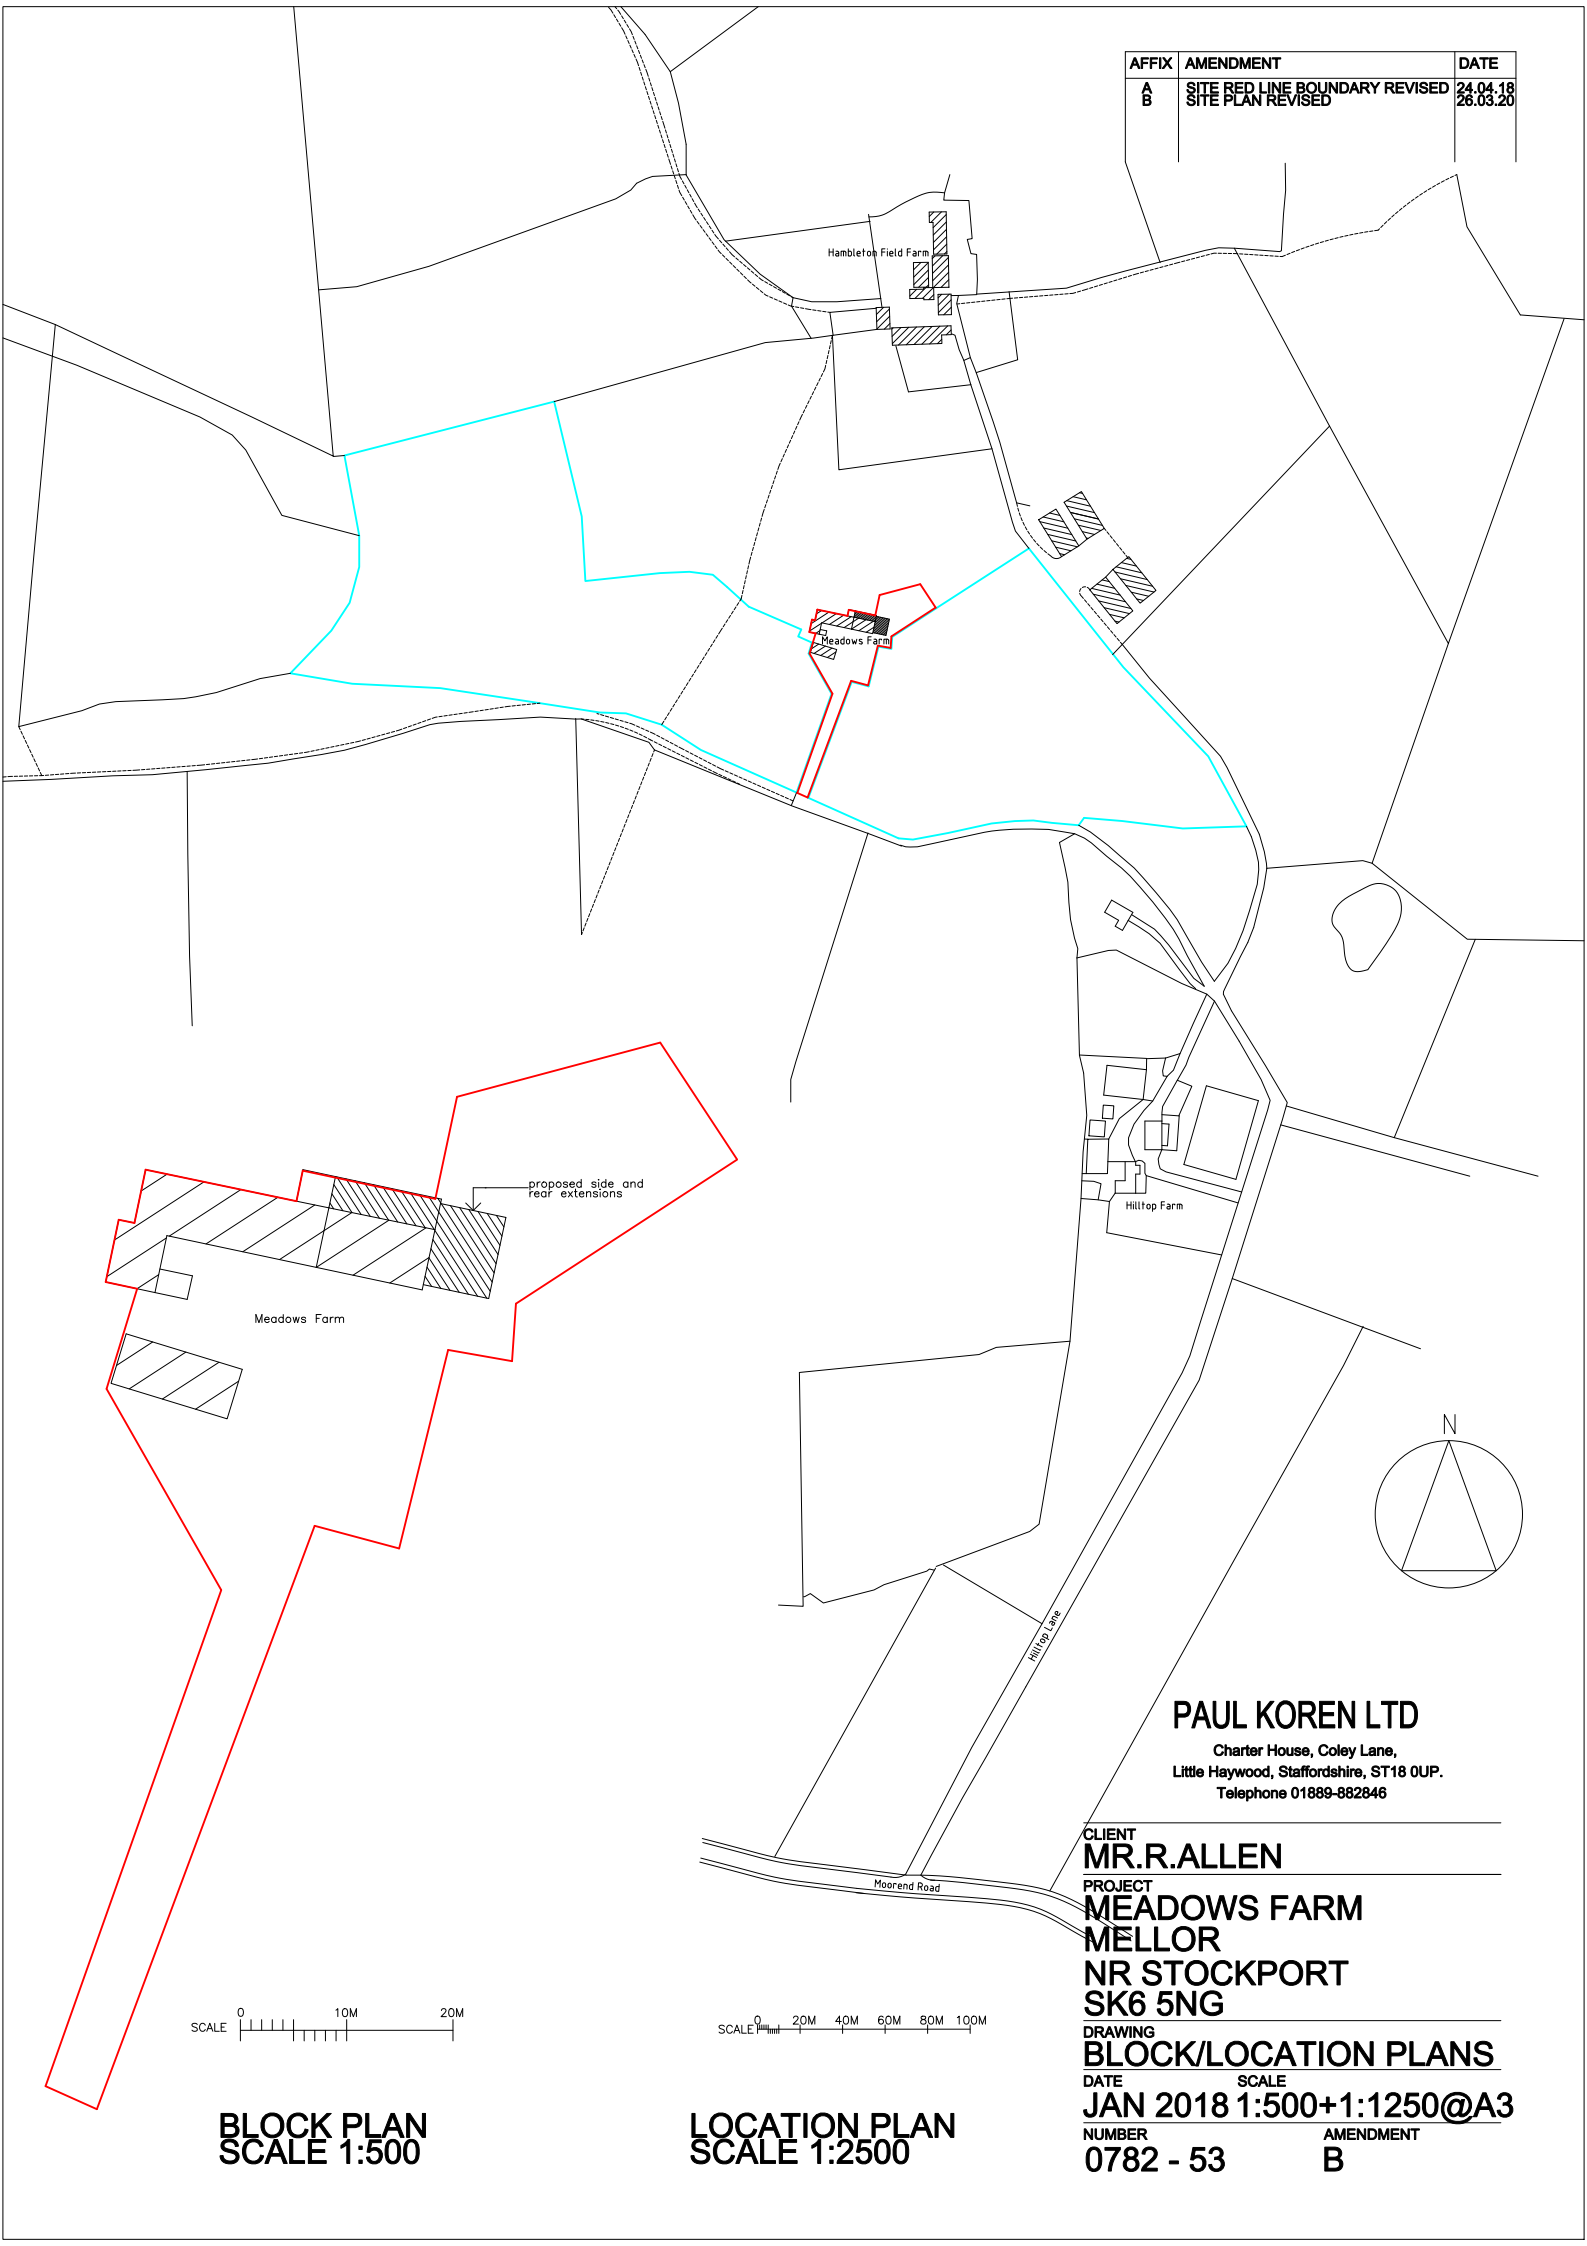 AFFIX AMENDMENT DATE
A SITE RED LINE BOUNDARY REVISED 24.04.18
B SITE PLAN REVISED 26.03.20
Hambleton Field Farm
Meadows Farm
proposed side and
rear extensions
Meadows Farm
Hilltop Farm
N
Hilltop Lane
Moorend Road
PAUL KOREN LTD
Charter House, Coley Lane,
Little Haywood, Staffordshire, ST18 0UP.
Telephone 01889-882846
CLIENT
MR.R.ALLEN
PROJECT
MEADOWS FARM
MELLOR
NR STOCKPORT
SK6 5NG
DRAWING
BLOCK/LOCATION PLANS
DATE SCALE
JAN 2018 1:500+1:1250@A3
NUMBER AMENDMENT
0782 - 53 B
SCALE 0 10M 20M
BLOCK PLAN
SCALE 1:500
SCALE 0 20M 40M 60M 80M 100M
LOCATION PLAN
SCALE 1:2500